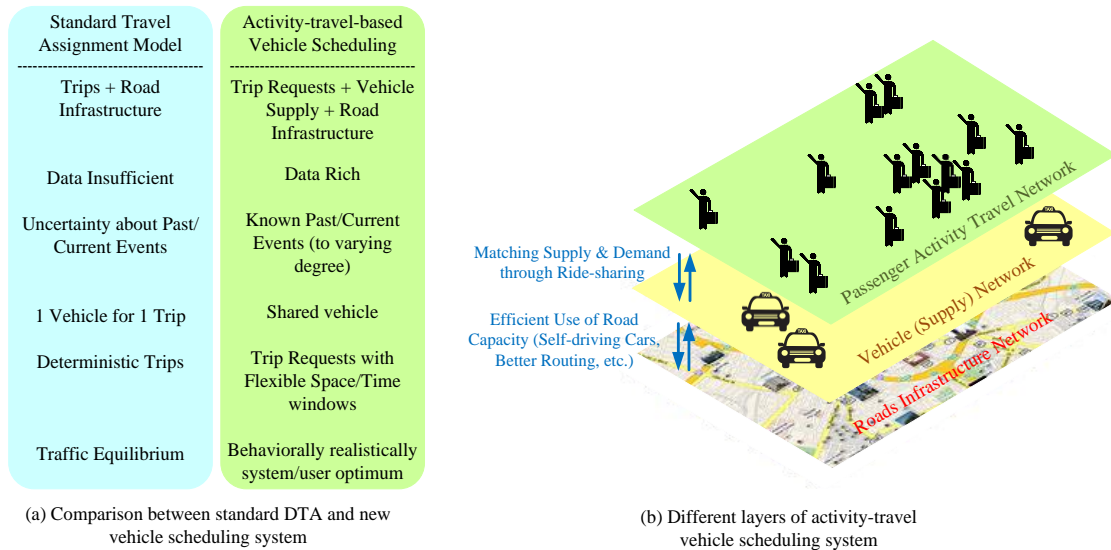 Standard Travel
Assignment Model
------------------------------------
Trips + Road
Infrastructure
Data Insufficient
Uncertainty about Past/
Current Events
1 Vehicle for 1 Trip
Deterministic Trips
Traffic Equilibrium
Activity-travel-based
Vehicle Scheduling
------------------------------------
Trip Requests + Vehicle
Supply + Road
Infrastructure
Data Rich
Known Past/Current
Events (to varying
degree)
Shared vehicle
Trip Requests with
Flexible Space/Time
windows
Behaviorally realistically
system/user optimum
(a) Comparison between standard DTA and new
vehicle scheduling system
Matching Supply & Demand
through Ride-sharing
Efficient Use of Road
Capacity (Self-driving Cars,
Better Routing, etc.)
Passenger Activity Travel Network
Vehicle (Supply) Network
Roads Infrastructure Network
(b) Different layers of activity-travel
vehicle scheduling system